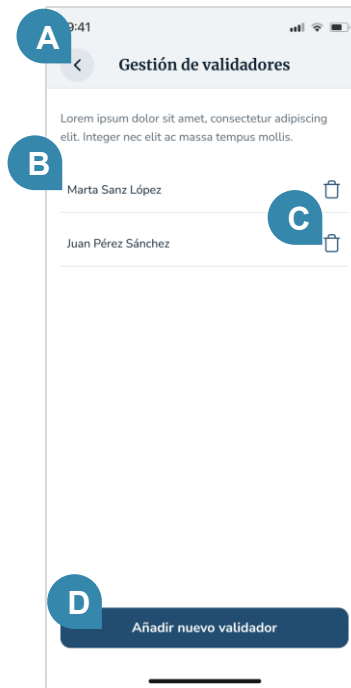 A
9:41
Gestión de validadores
Lorem ipsum dolor sit amet, consectetur adipiscing
elit. Integer nec elit ac massa tempus mollis.
B
Marta Sanz López
C
Juan Pérez Sánchez
D
Añadir nuevo validador